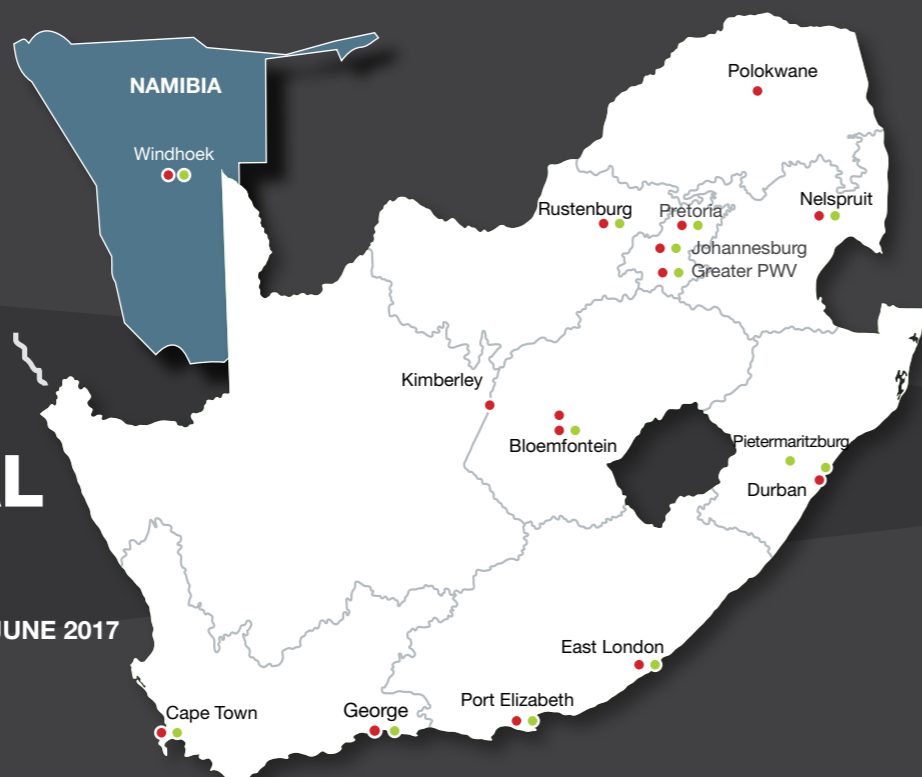 NAMIBIA
Windhoek
Polokwane
Nelspruit
Rustenburg
Pretoria
Johannesburg
Greater PWV
Kimberley
Bloemfontein
Pietermaritzburg
Durban
L
JUNE 2017
East London
Port Elizabeth
George
Cape Town